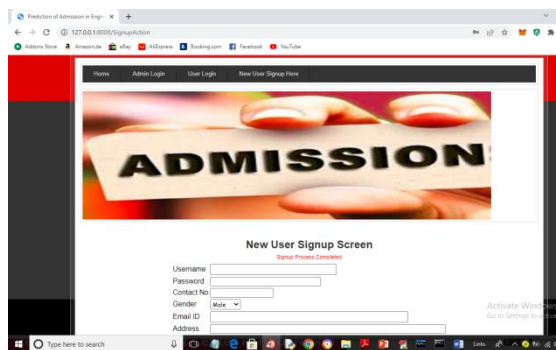 Prediction of Admission in Engi
127.0.0.1:8000/SignupAction
Addons Store Amazon.de eBay AliExpress Booking.com Facebook YouTube
Home Admin Login User Login New User Signup Here
ADMISSION
New User Signup Screen
Signup Process Completed
Username
Password
Contact No
Gender Male
Email ID
Address
Activate Windows
Go to Settings to activa
Type here to search
Links